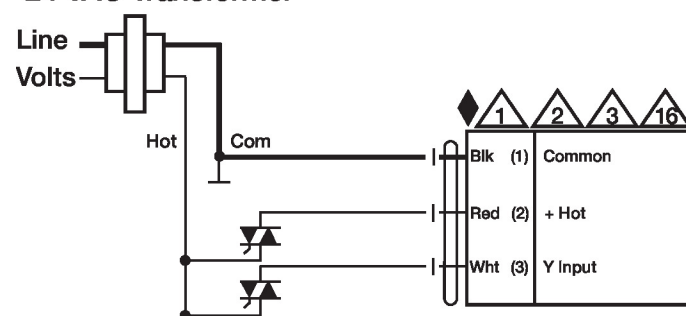 Line
Volts
Hot
Com
1 2 3 16
Blk (1) Common
Red (2) + Hot
Wht (3) Y Input